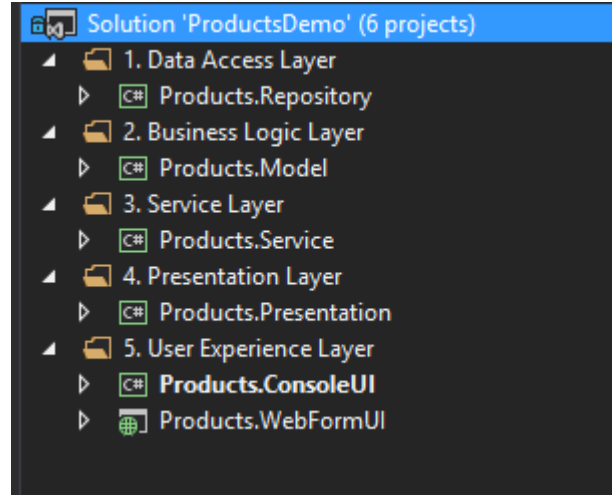 Solution 'ProductsDemo' (6 projects)
1. Data Access Layer
C# Products.Repository
2. Business Logic Layer
C# Products.Model
3. Service Layer
C# Products.Service
4. Presentation Layer
C# Products.Presentation
5. User Experience Layer
C# Products.ConsoleUI
Products.WebFormUI